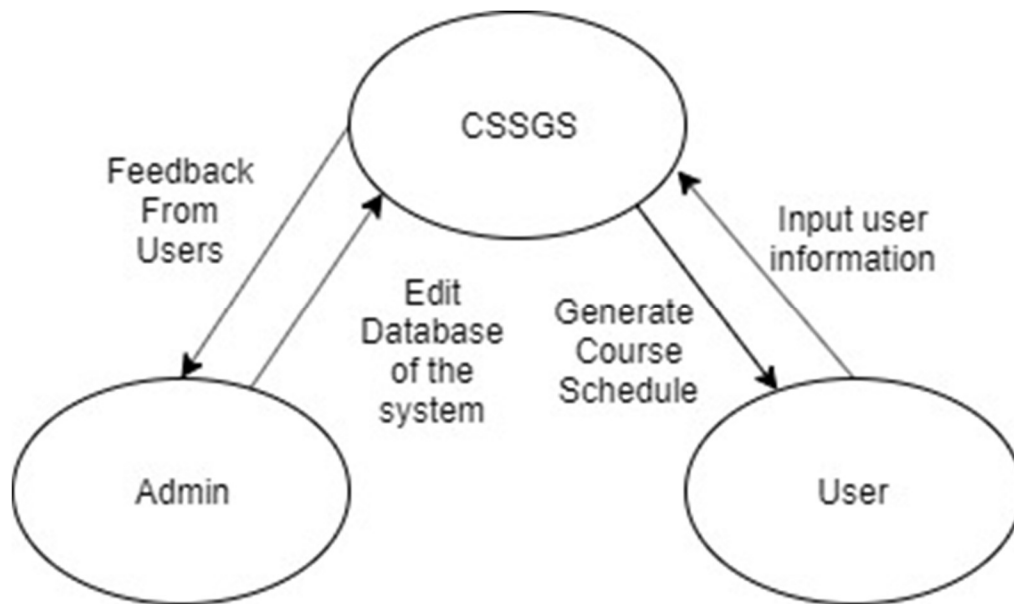 CSSGS
Feedback
From
Users
Input user
information
Edit
Database
of the
system
Generate
Course
Schedule
Admin
User